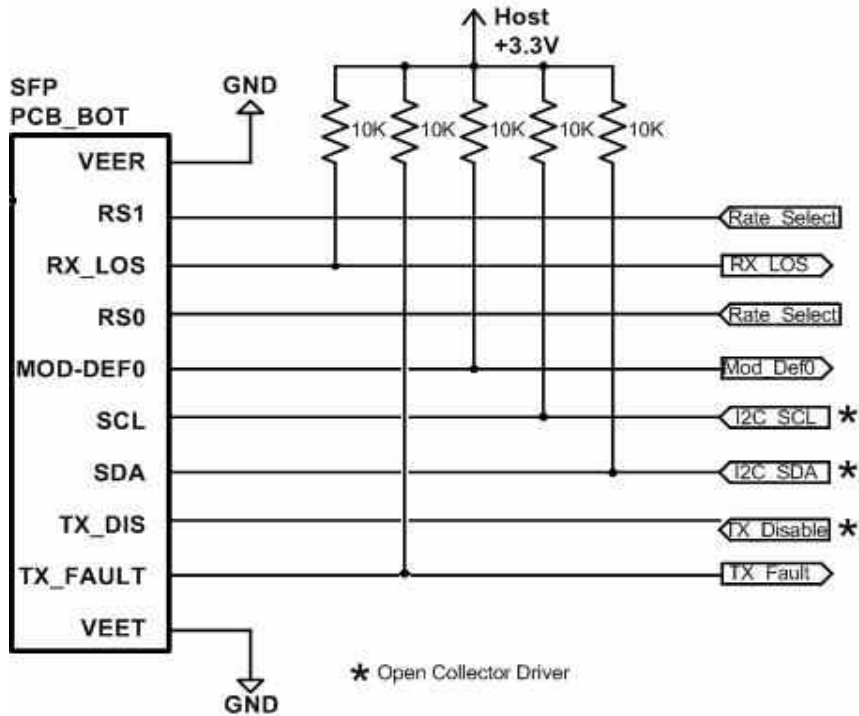 Host
+3.3V
SFP
PCB_BOT
GND
10K 10K 10K 10K 10K
VEER
RS1 Rate_Select
RX_LOS RX_LOS
RS0 Rate_Select
MOD-DEF0 Mod_Def0
SCL I2C_SCL *
SDA I2C_SDA *
TX_DIS TX_Disable *
TX_FAULT TX_Fault
VEET
* Open Collector Driver
GND